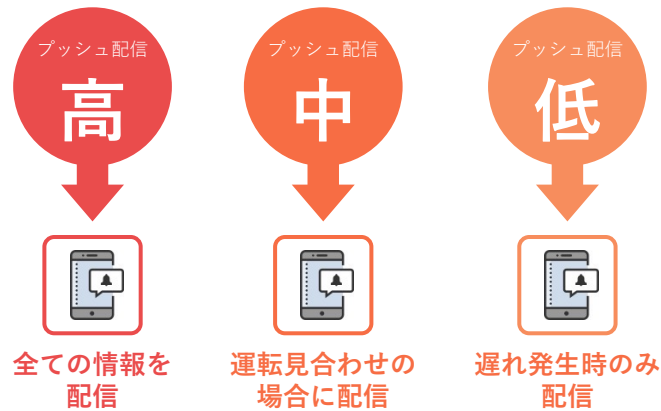 プッシュ配信
高
全ての情報を
配信
プッシュ配信
中
運転見合わせの
場合に配信
プッシュ配信
低
遅れ発生時のみ
配信